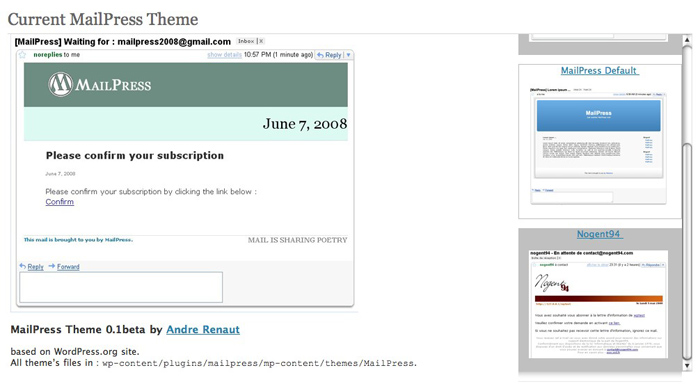 Current MailPress Theme
[MailPress] Waiting for : mailpress2008@gmail.com Inbox | X
noreplies to me show details 10:57 PM (1 minute ago) Reply
MAILPRESS
June 7, 2008
Please confirm your subscription
June 7, 2008
Please confirm your subscription by clicking the link below :
Confirm
This mail is brought to you by MailPress.
MAIL IS SHARING POETRY
Reply Forward
MailPress Theme 0.1beta by Andre Renaut
based on WordPress.org site.
All theme's files in : wp-content/plugins/mailpress/mp-content/themes/MailPress.
MailPress Default
MailPress
Nogent94
nogent94 - En attente de contact@nogent94.com
Nogent 94